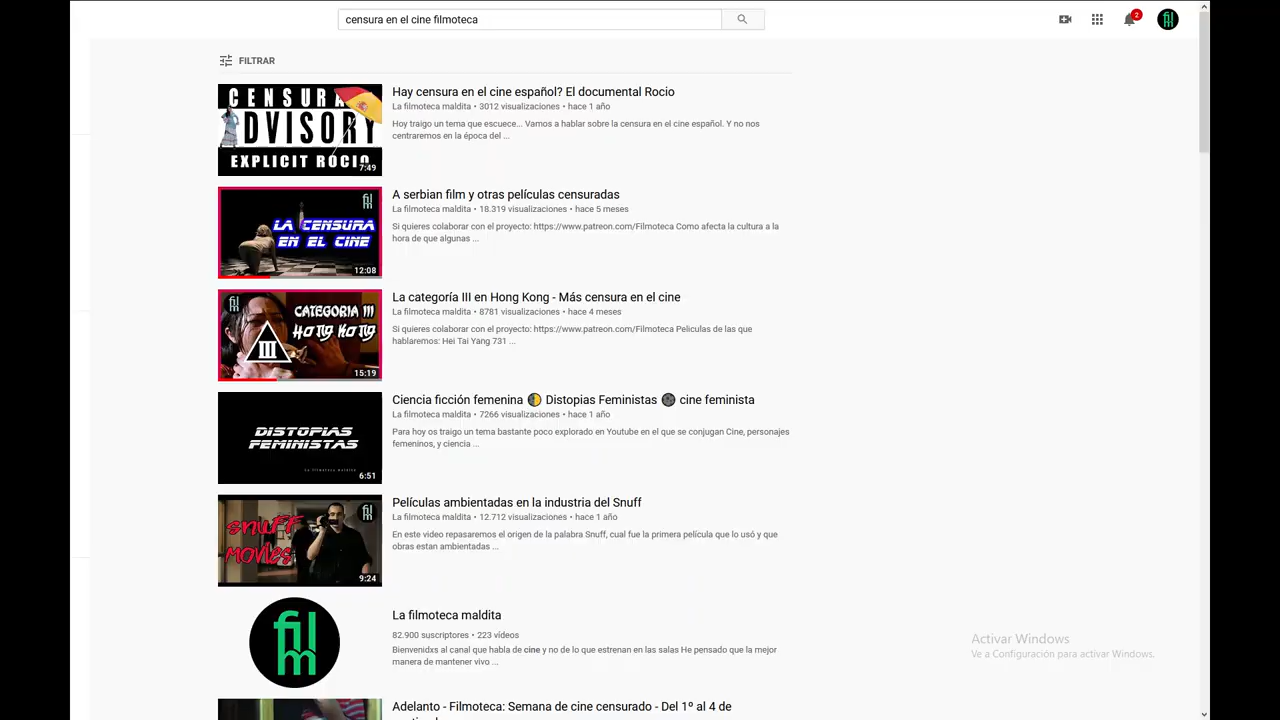 censura en el cine filmoteca
2
FILTRAR
CENSURA
ADVISORY
EXPLICIT ROCIO
7:49
Hay censura en el cine español? El documental Rocio
La filmoteca maldita • 3012 visualizaciones • hace 1 año
Hoy traigo un tema que escuece... Vamos a hablar sobre la censura en el cine español. Y no nos
centraremos en la época del ...
film
LA CENSURA
EN EL CINE
12:08
A serbian film y otras películas censuradas
La filmoteca maldita • 18.319 visualizaciones • hace 5 meses
Si quieres colaborar con el proyecto: https://www.patreon.com/Filmoteca Como afecta la cultura a la
hora de que algunas ...
film
CATEGORIA III
HONG KONG
III
15:19
La categoría III en Hong Kong - Más censura en el cine
La filmoteca maldita • 8781 visualizaciones • hace 4 meses
Si quieres colaborar con el proyecto: https://www.patreon.com/Filmoteca Peliculas de las que
hablaremos: Hei Tai Yang 731 ...
DISTOPIAS
FEMINISTAS
La filmoteca maldita
6:51
Ciencia ficción femenina 🌓 Distopias Feministas 🌚 cine feminista
La filmoteca maldita • 7266 visualizaciones • hace 1 año
Para hoy os traigo un tema bastante poco explorado en Youtube en el que se conjugan Cine, personajes
femeninos, y ciencia ...
film
SNUFF
MOVIES
9:24
Películas ambientadas en la industria del Snuff
La filmoteca maldita • 12.712 visualizaciones • hace 1 año
En este video repasaremos el origen de la palabra Snuff, cual fue la primera película que lo usó y que
obras estan ambientadas ...
film
La filmoteca maldita
82.900 suscriptores • 223 vídeos
Bienvenidxs al canal que habla de cine y no de lo que estrenan en las salas He pensado que la mejor
manera de mantener vivo ...
Activar Windows
Ve a Configuración para activar Windows.
Adelanto - Filmoteca: Semana de cine censurado - Del 1º al 4 de